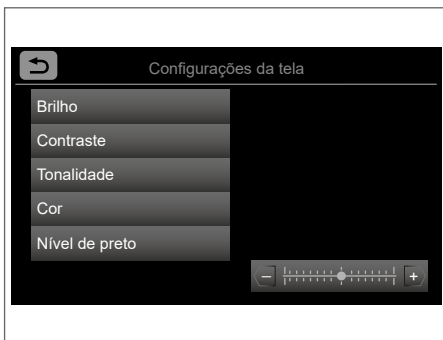 Configurações da tela
Brilho
Contraste
Tonalidade
Cor
Nível de preto
− +